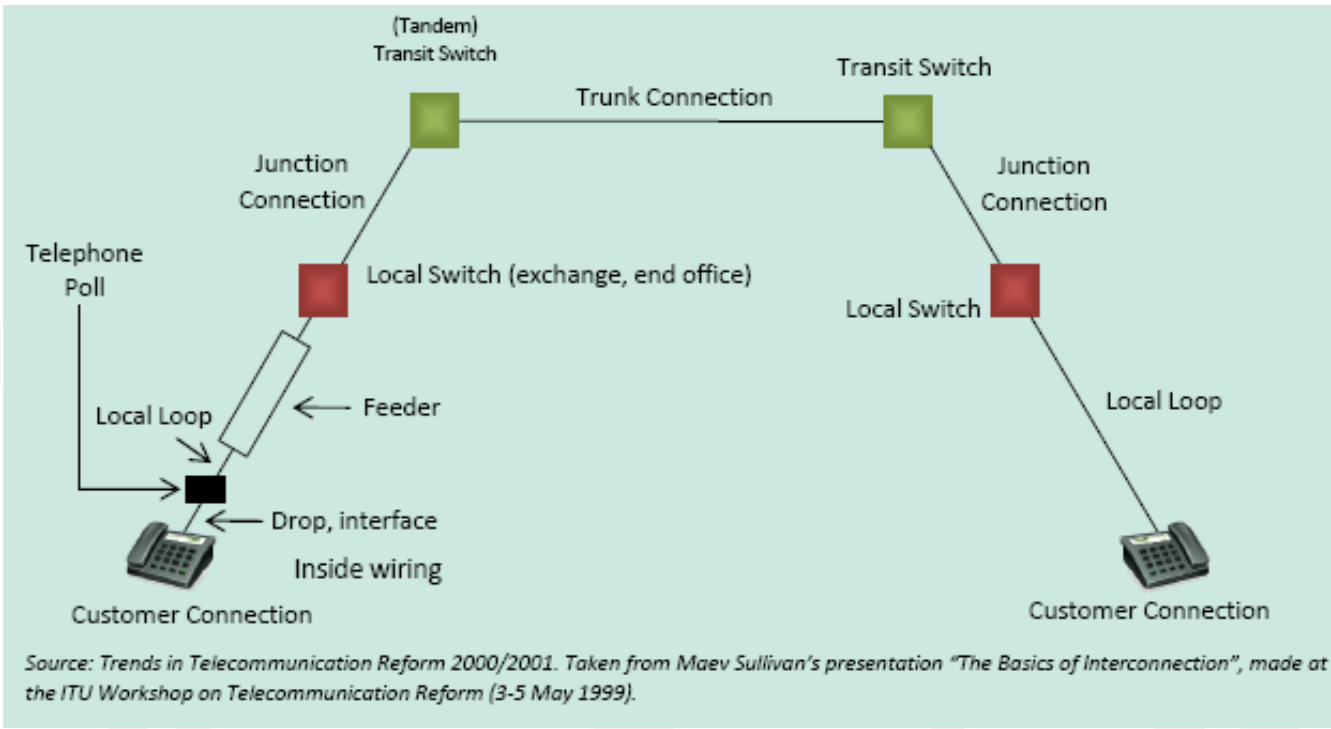 (Tandem)
Transit Switch
Transit Switch
Trunk Connection
Junction
Connection
Junction
Connection
Telephone
Poll
Local Switch (exchange, end office)
Local Switch
Local Loop
Feeder
Local Loop
Drop, interface
Inside wiring
Customer Connection
Customer Connection
Source: Trends in Telecommunication Reform 2000/2001. Taken from Maev Sullivan's presentation “The Basics of Interconnection”, made at
the ITU Workshop on Telecommunication Reform (3-5 May 1999).